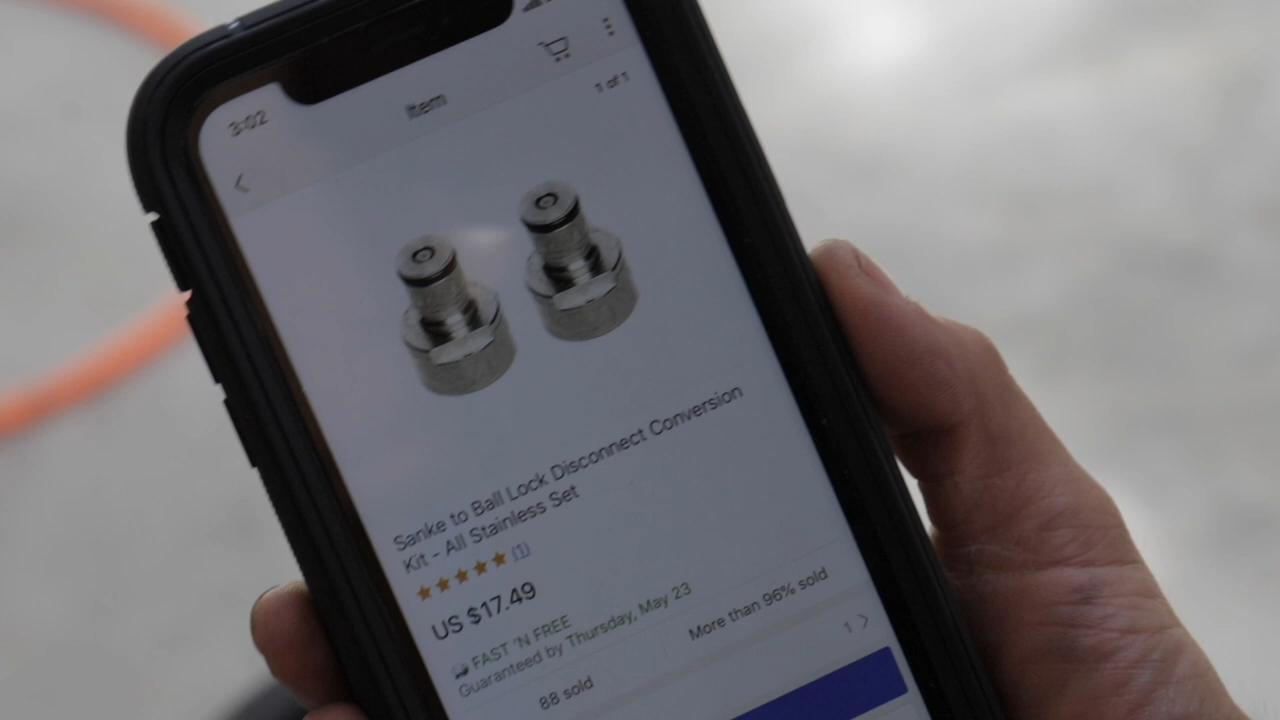 3:02
Item
1 of 1
Sanke to Ball Lock Disconnect Conversion
Kit - All Stainless Set
(1)
US $17.49
FAST 'N FREE
Guaranteed by Thursday, May 23
88 sold
More than 96% sold
1